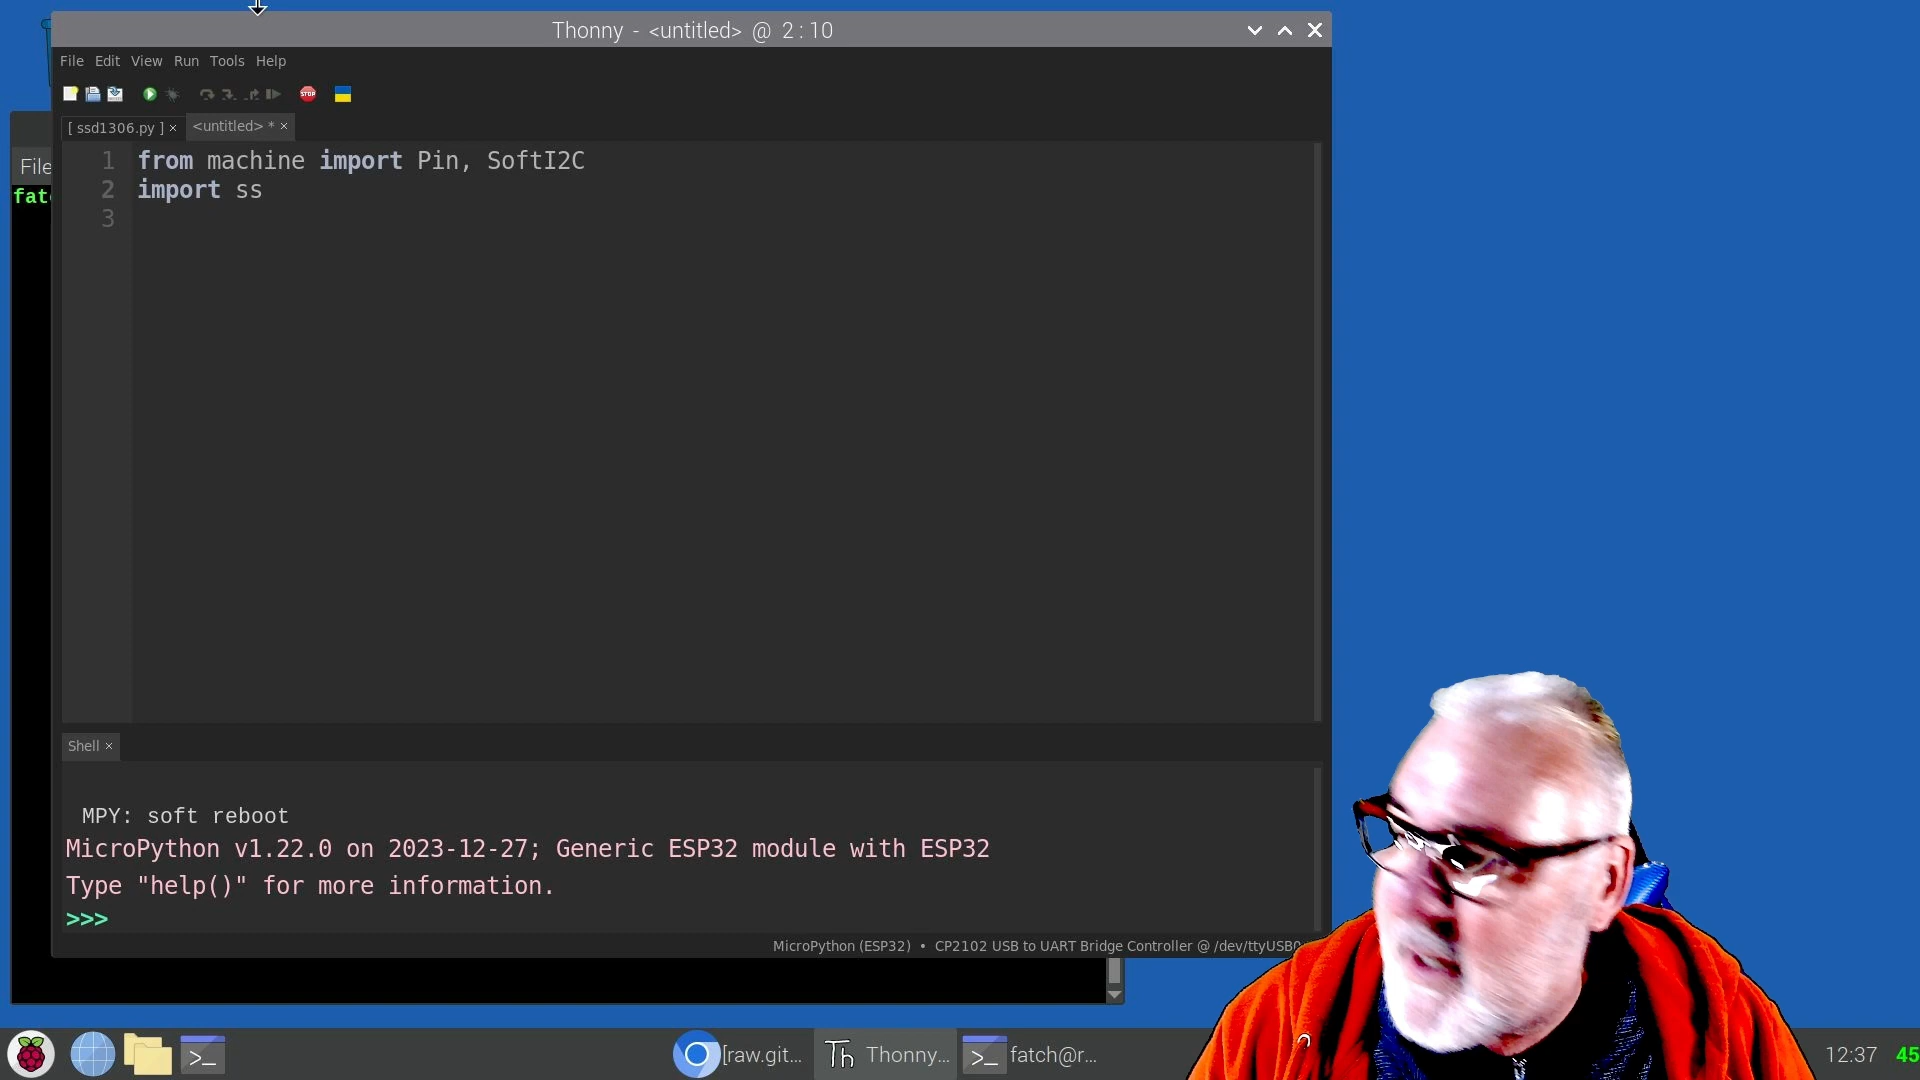 Thonny - <untitled> @ 2:10
File Edit View Run Tools Help
STOP
[ ssd1306.py ] ×
<untitled> * ×
1 from machine import Pin, SoftI2C
2 import ss
3
File
fat
Shell ×
MPY: soft reboot
MicroPython v1.22.0 on 2023-12-27; Generic ESP32 module with ESP32
Type "help()" for more information.
>>>
MicroPython (ESP32) • CP2102 USB to UART Bridge Controller @ /dev/ttyUSB0
>_
[raw.git...
Th Thonny...
>_ fatch@r...
12:37
45